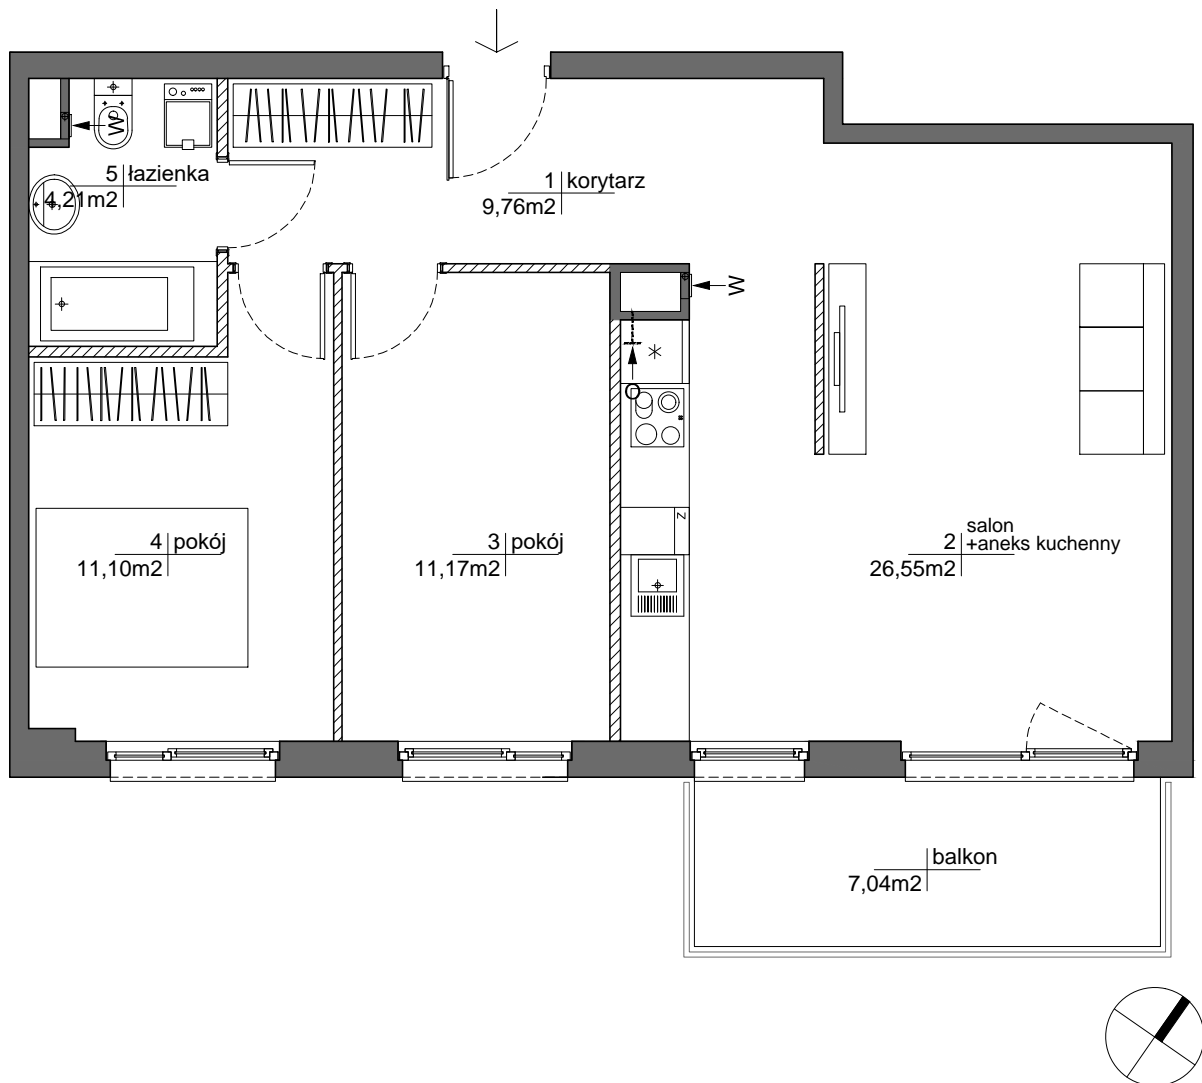 W
5 łazienka
4,21m2
1 korytarz
9,76m2
W
O
Z
4 pokój
11,10m2
3 pokój
11,17m2
2 salon
+aneks kuchenny
26,55m2
balkon
7,04m2